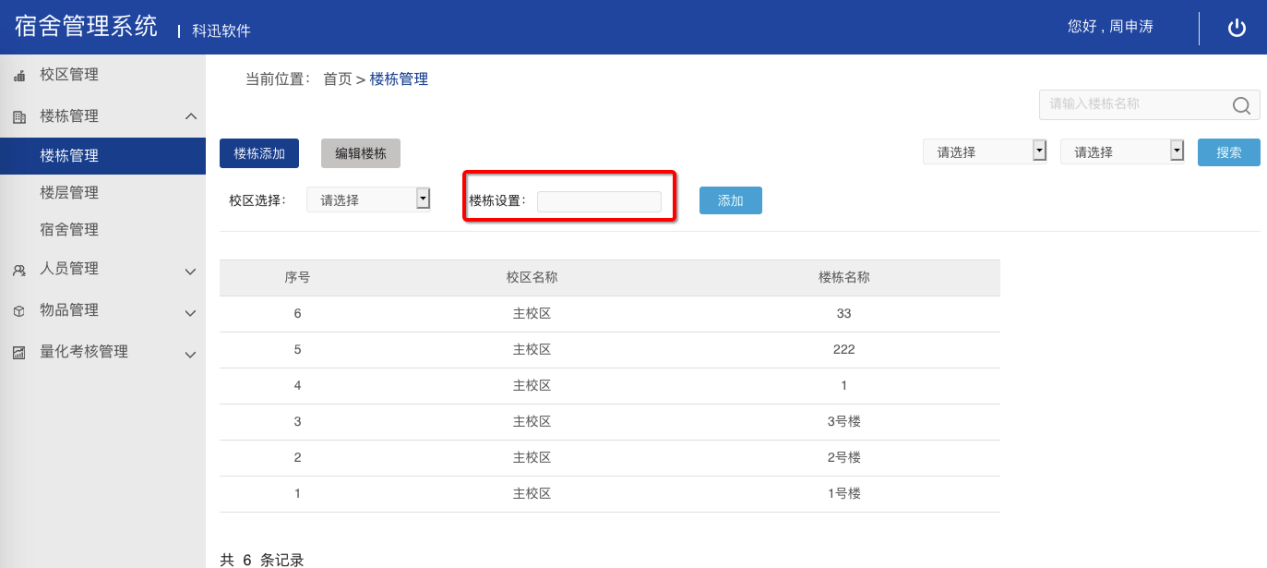 宿舍管理系统 | 科迅软件 您好 , 周申涛
校区管理
楼栋管理
楼栋管理
楼层管理
宿舍管理
人员管理
物品管理
量化考核管理
当前位置： 首页 > 楼栋管理
请输入楼栋名称
楼栋添加 编辑楼栋 请选择 请选择 搜索
校区选择： 请选择 楼栋设置： 添加
序号 校区名称 楼栋名称
6 主校区 33
5 主校区 222
4 主校区 1
3 主校区 3号楼
2 主校区 2号楼
1 主校区 1号楼
共 6 条记录